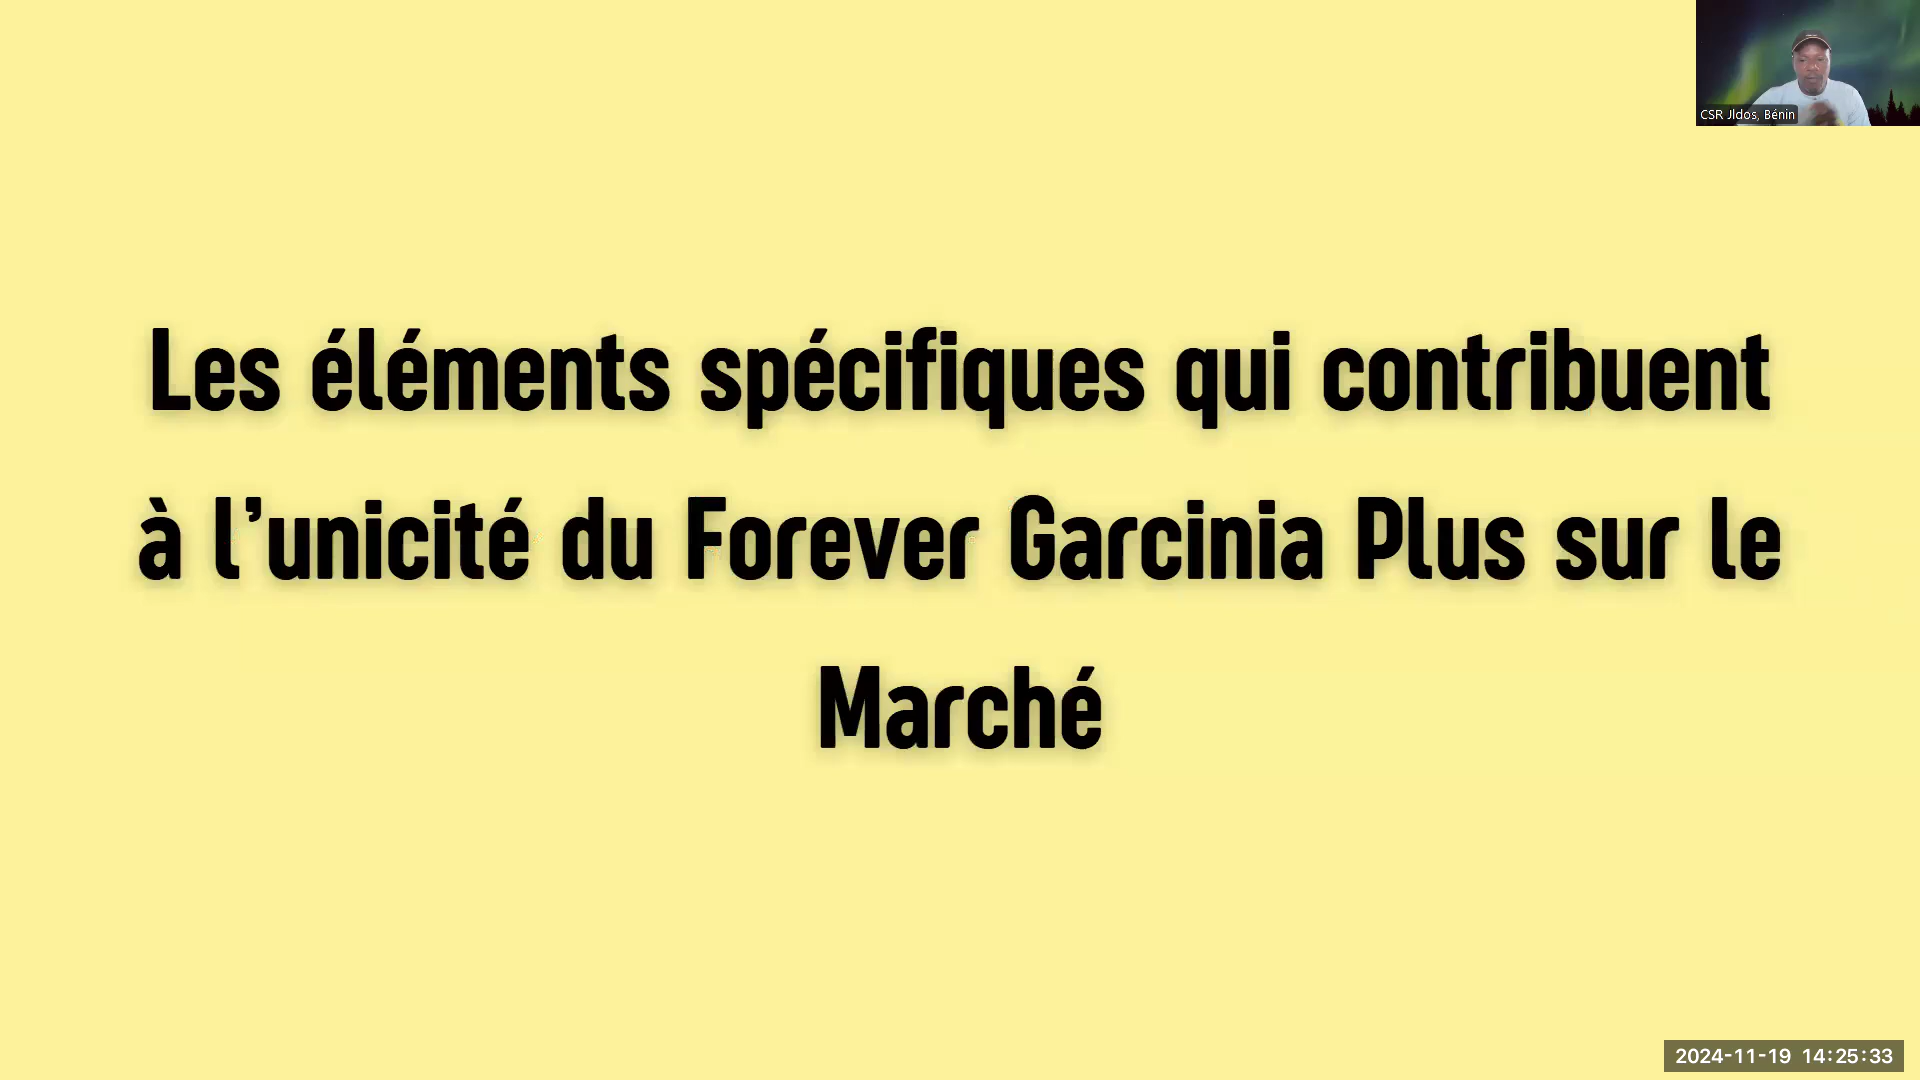 CSR Jldos, Bénin
Les éléments spécifiques qui contribuent
à l’unicité du Forever Garcinia Plus sur le
Marché
2024-11-19 14:25:33